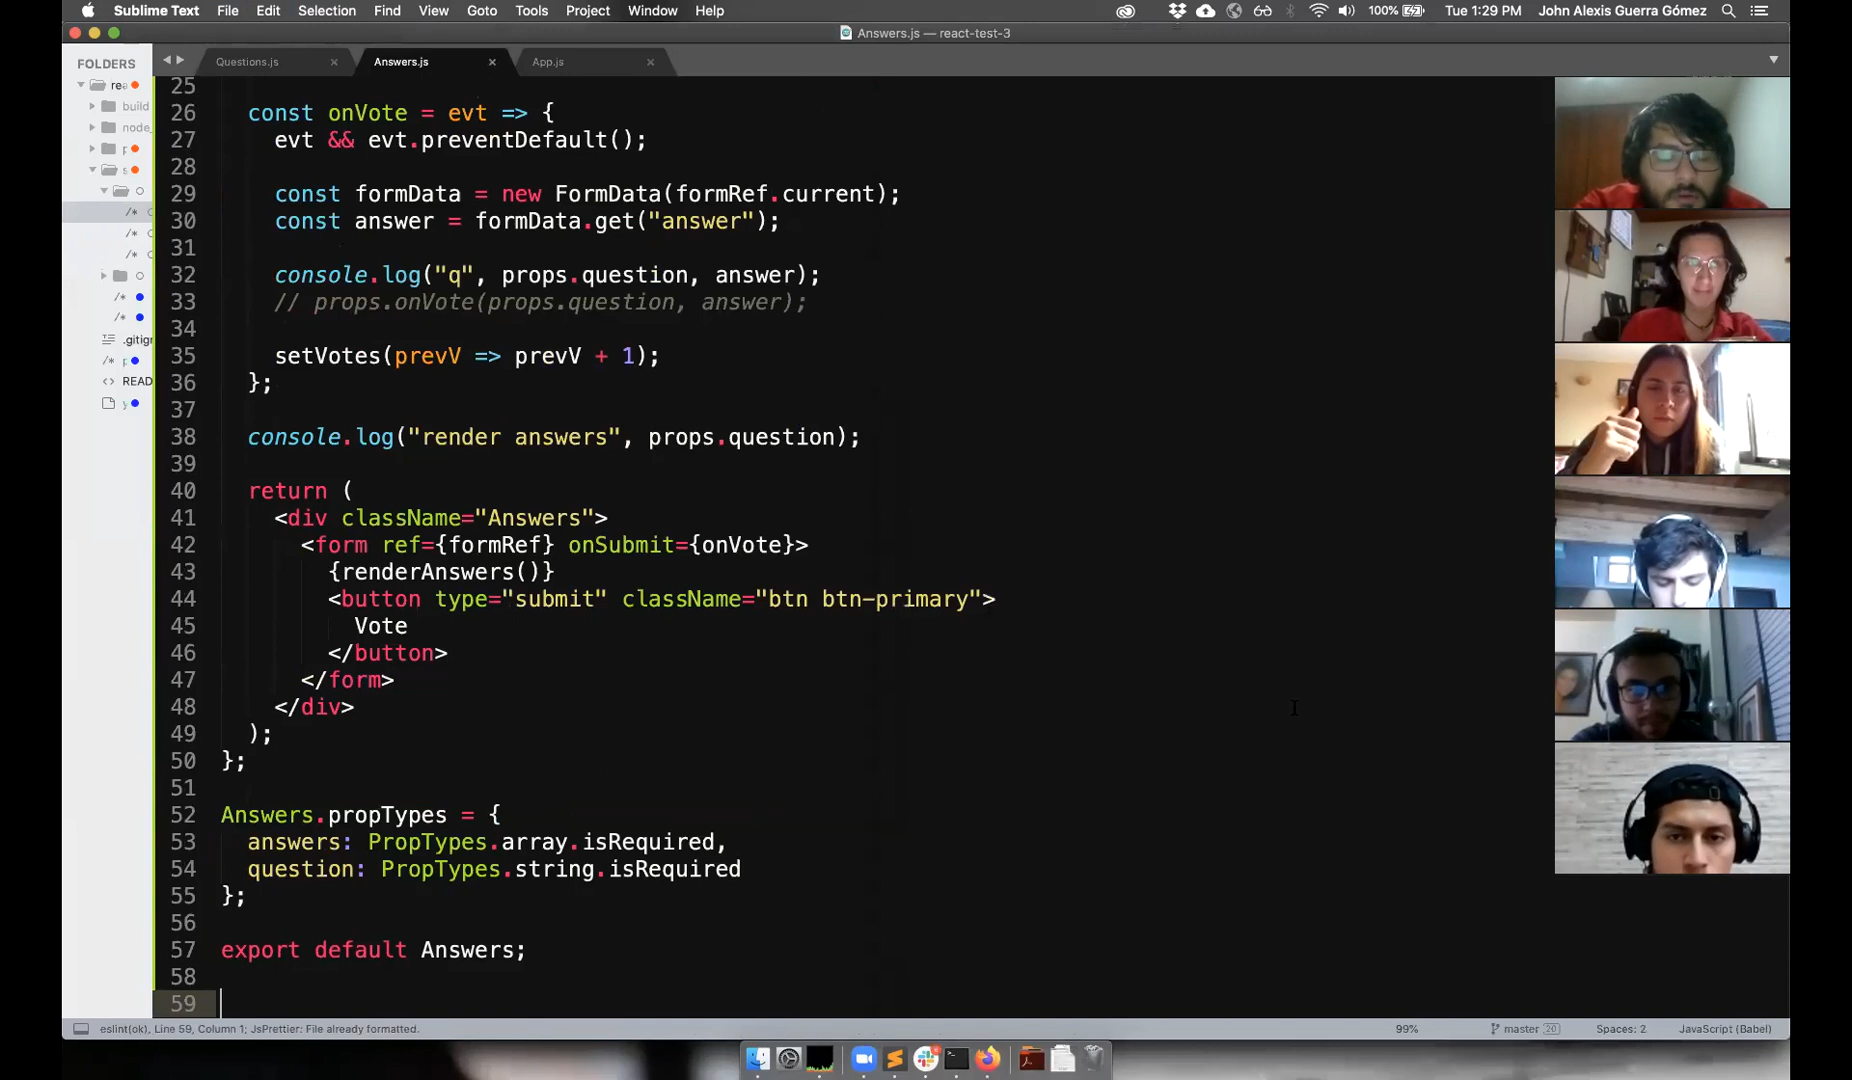 Sublime Text File Edit Selection Find View Goto Tools Project Window Help 100% Tue 1:29 PM John Alexis Guerra Gómez
Answers.js — react-test-3
FOLDERS
Questions.js Answers.js App.js
rea
build
node_
p
s
/*
/*
/*
/*
/*
.gitign
/* p
<> READ
y
25
26 const onVote = evt => {
27 evt && evt.preventDefault();
28
29 const formData = new FormData(formRef.current);
30 const answer = formData.get("answer");
31
32 console.log("q", props.question, answer);
33 // props.onVote(props.question, answer);
34
35 setVotes(prevV => prevV + 1);
36 };
37
38 console.log("render answers", props.question);
39
40 return (
41 <div className="Answers">
42 <form ref={formRef} onSubmit={onVote}>
43 {renderAnswers()}
44 <button type="submit" className="btn btn-primary">
45 Vote
46 </button>
47 </form>
48 </div>
49 );
50 };
51
52 Answers.propTypes = {
53 answers: PropTypes.array.isRequired,
54 question: PropTypes.string.isRequired
55 };
56
57 export default Answers;
58
59
eslint(ok), Line 59, Column 1; JsPrettier: File already formatted. 99% master 20 Spaces: 2 JavaScript (Babel)